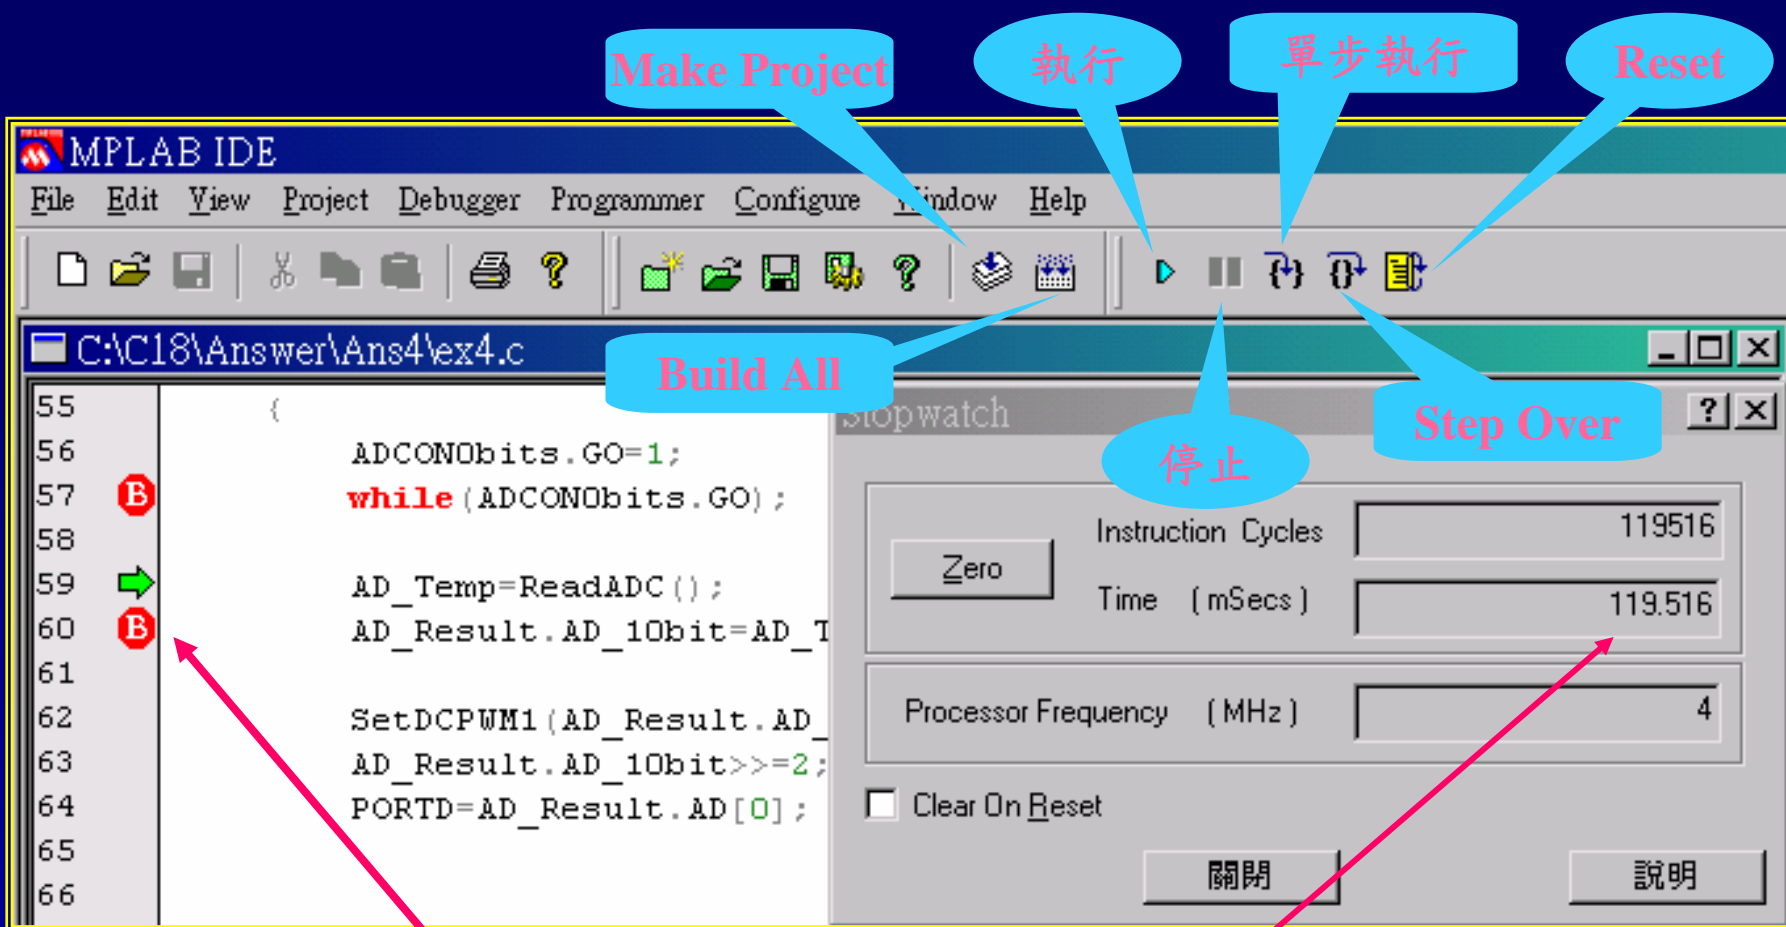 Make Project
執行
單步執行
Reset
MPLAB IDE
File Edit View Project Debugger Programmer Configure Window Help
C:\C18\Answer\Ans4\ex4.c
Build All
停止
Step Over
55 {
56 ADCON0bits.GO=1;
57 B while(ADCON0bits.GO);
58
59 AD_Temp=ReadADC();
60 B AD_Result.AD_10bit=AD_T
61
62 SetDCPWM1(AD_Result.AD_
63 AD_Result.AD_10bit>>=2;
64 PORTD=AD_Result.AD[0];
65
66
Stopwatch
Zero
Instruction Cycles 119516
Time (mSecs) 119.516
Processor Frequency (MHz) 4
Clear On Reset
關閉
説明